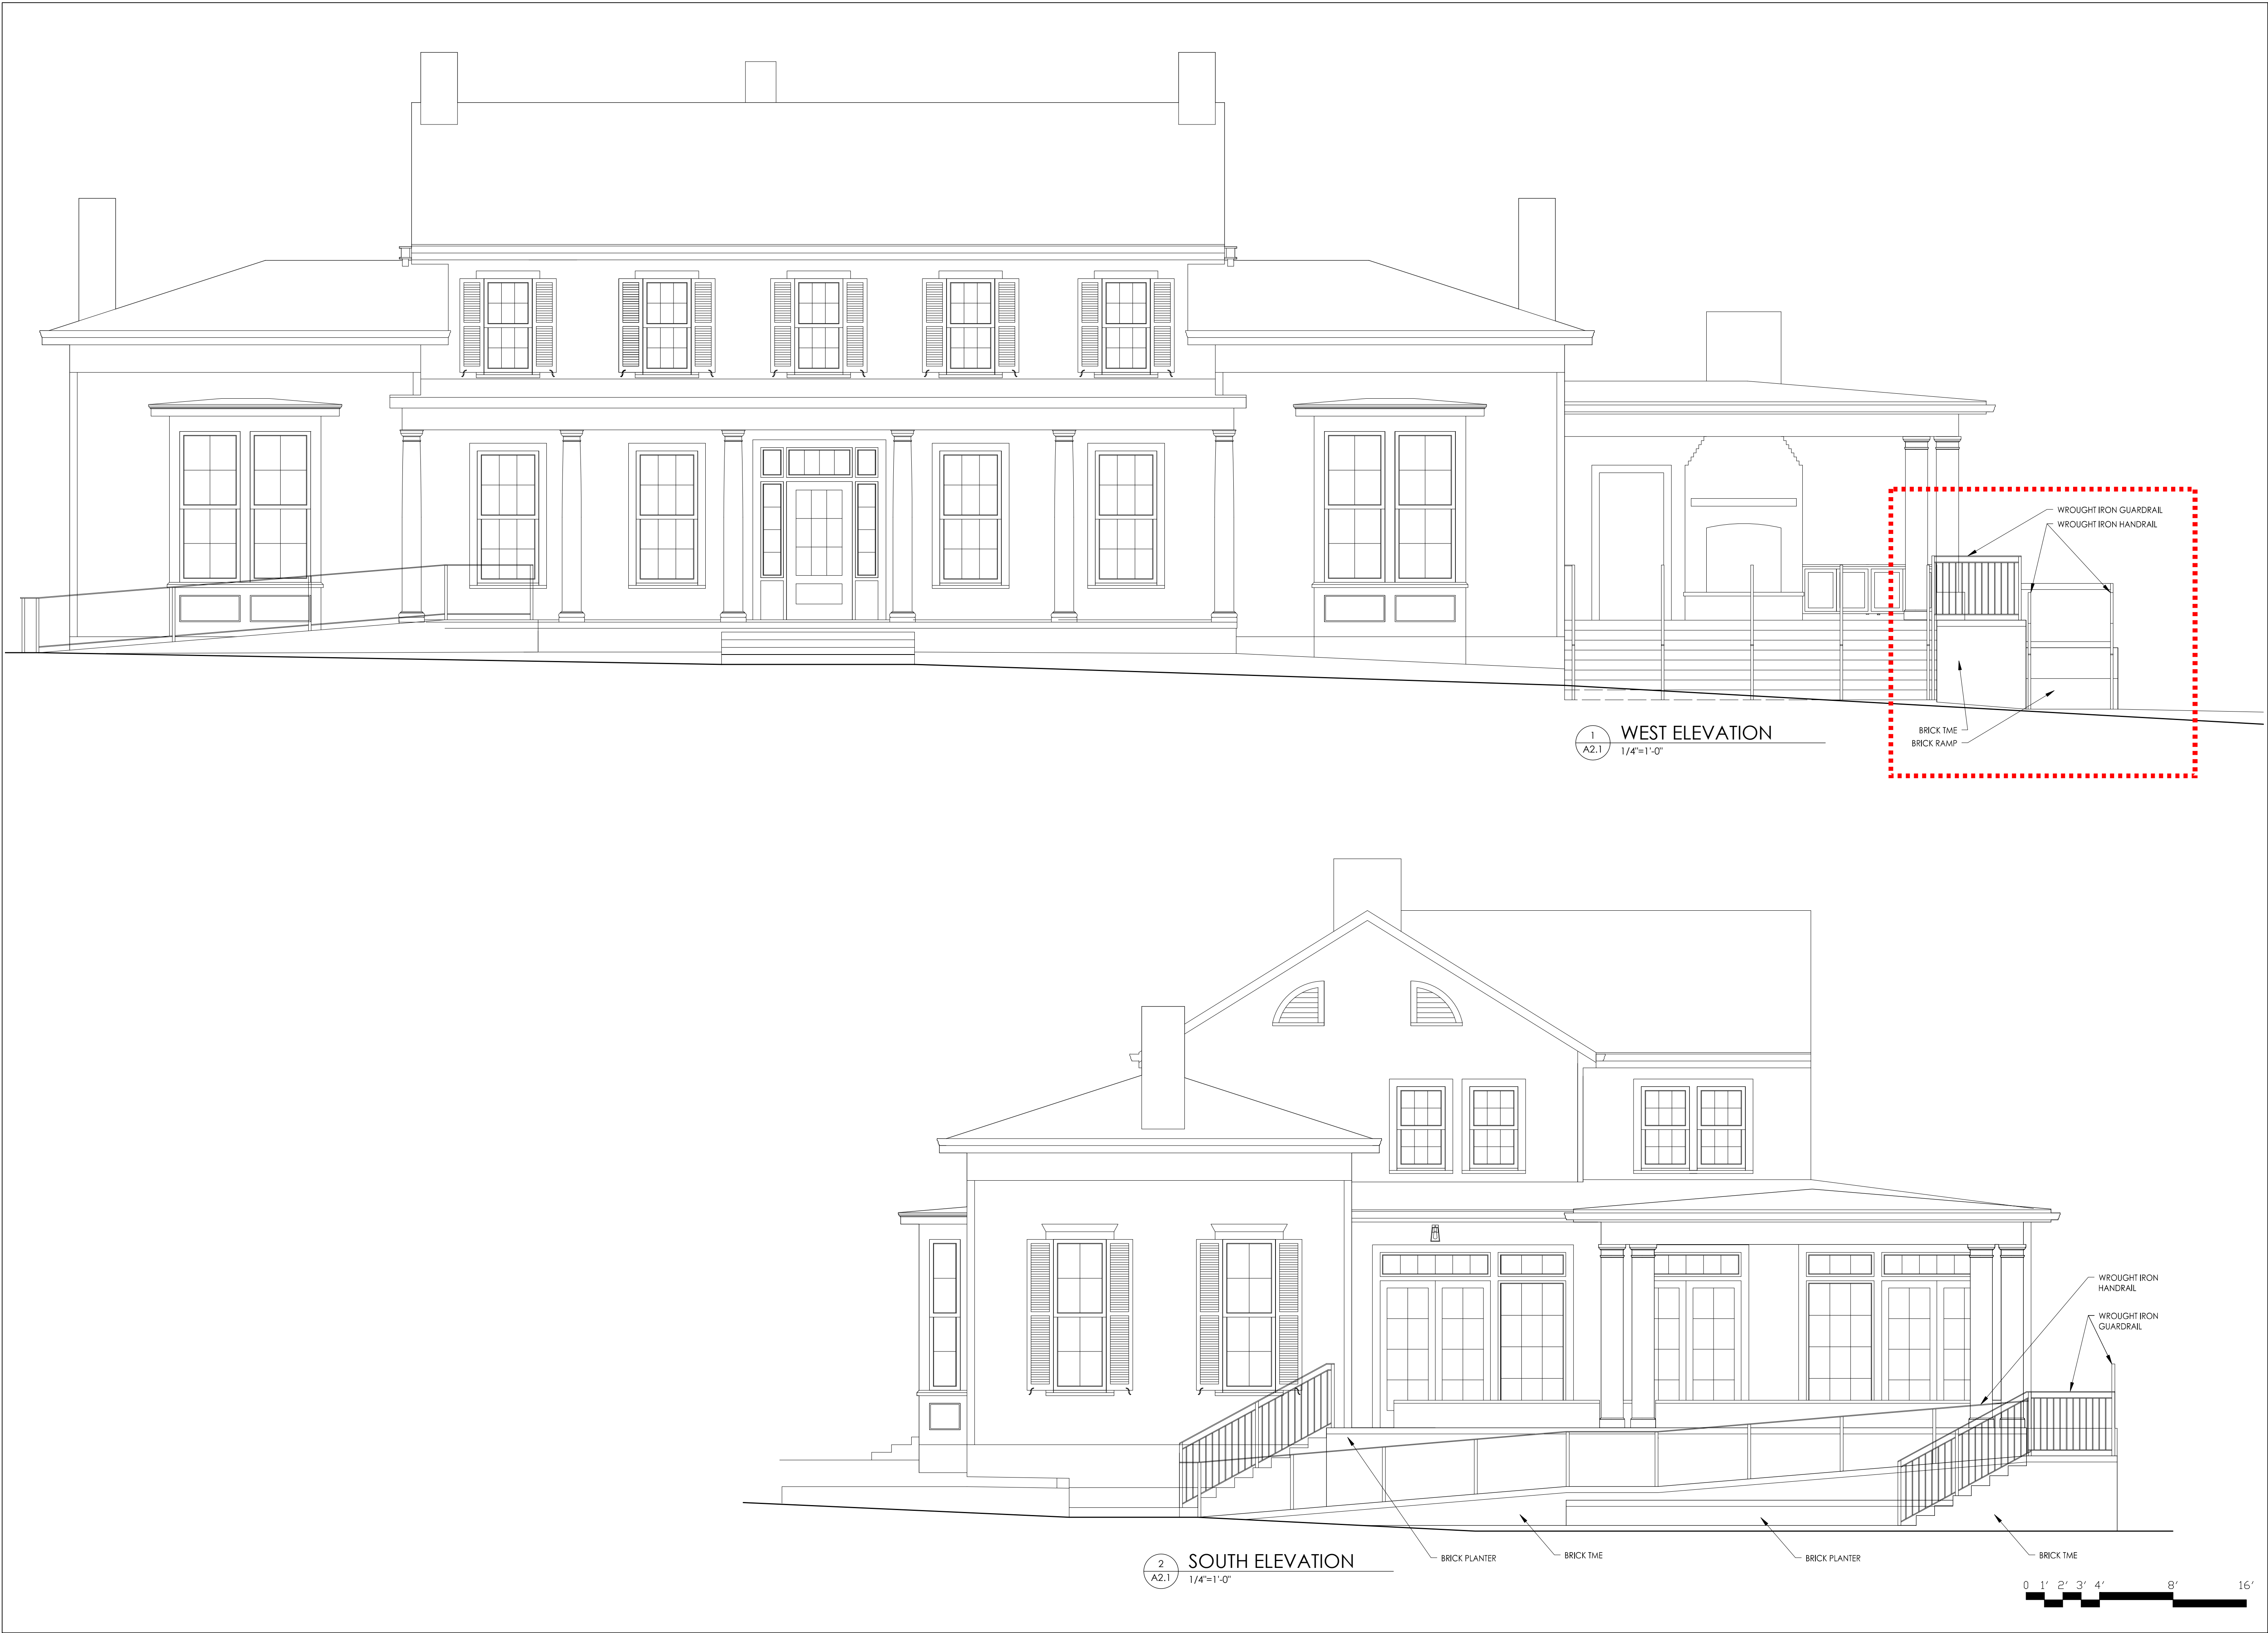 WROUGHT IRON GUARDRAIL
WROUGHT IRON HANDRAIL
BRICK TME
BRICK RAMP
1
A2.1
WEST ELEVATION
1/4"=1'-0"
WROUGHT IRON
HANDRAIL
WROUGHT IRON
GUARDRAIL
2
A2.1
SOUTH ELEVATION
1/4"=1'-0"
BRICK PLANTER
BRICK TME
BRICK PLANTER
BRICK TME
0 1' 2' 3' 4' 8' 16'